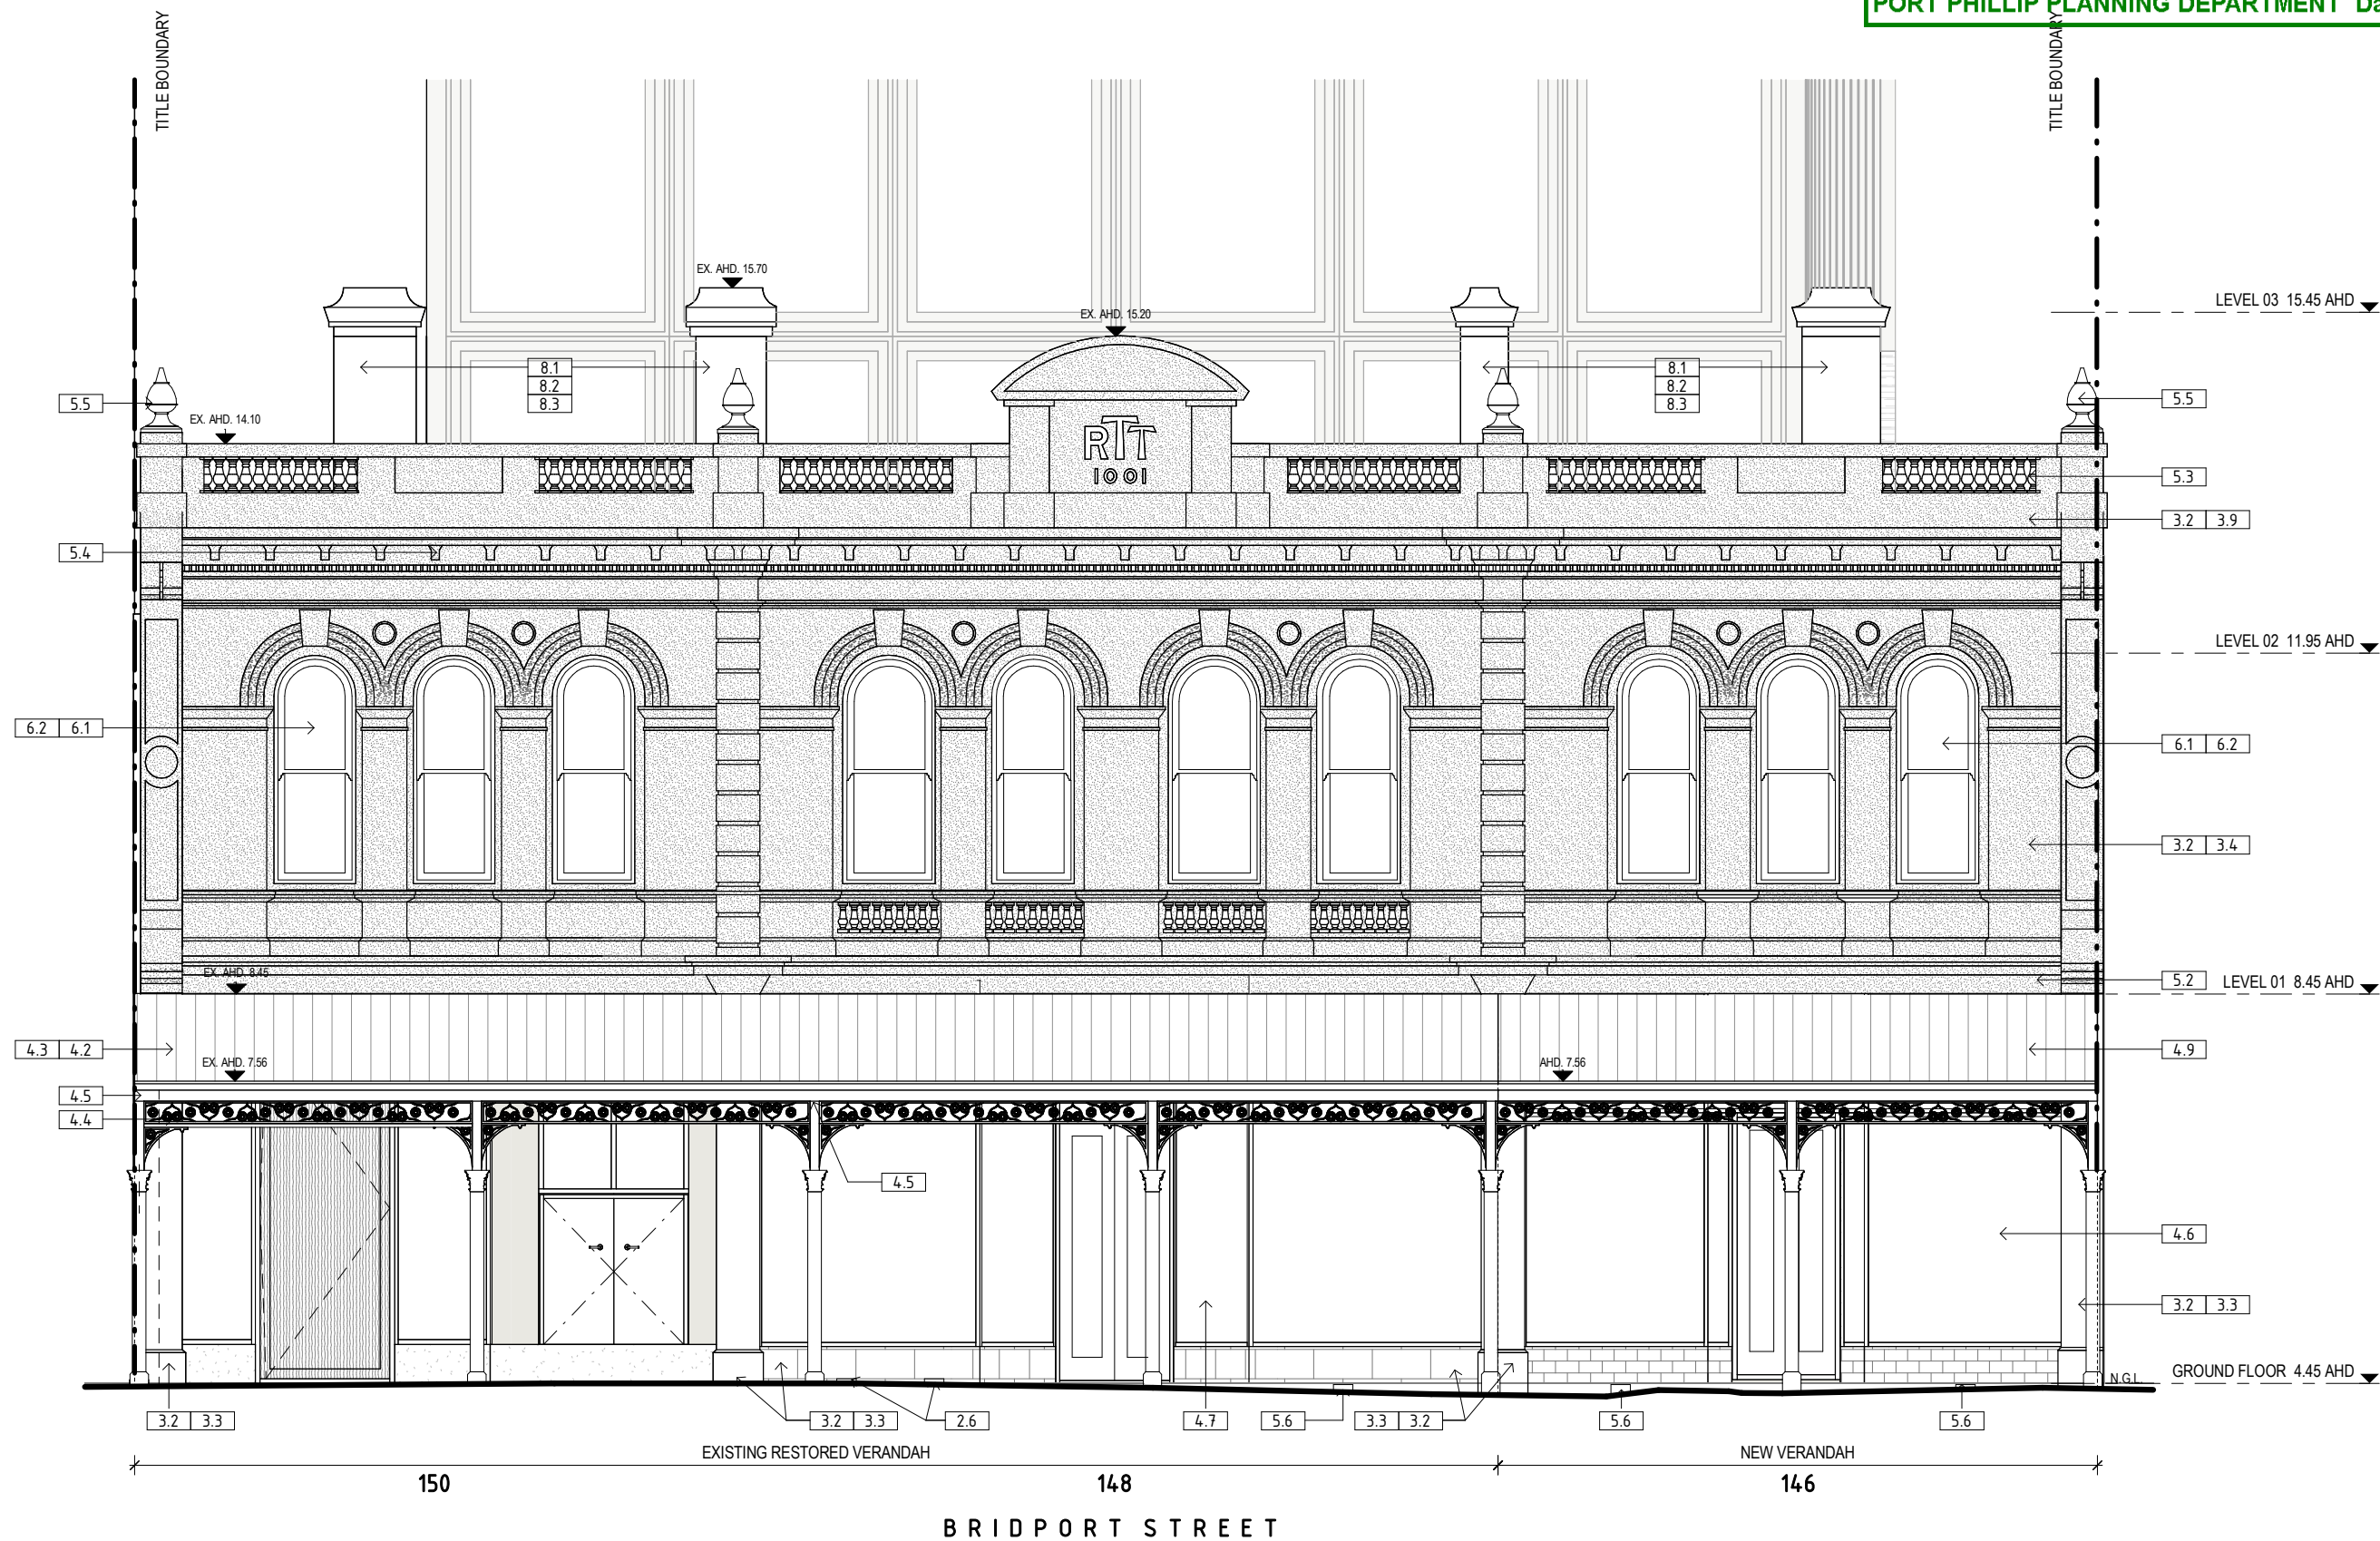 PORT PHILLIP PLANNING DEPARTMENT Da
TITLE BOUNDARY
TITLE BOUNDARY
EX. AHD. 15.70
LEVEL 03 15.45 AHD
EX. AHD. 15.20
8.1
8.2
8.3
8.1
8.2
8.3
5.5
5.5
EX. AHD. 14.10
RTT
1001
5.3
3.2 3.9
5.4
LEVEL 02 11.95 AHD
6.2 6.1
6.1 6.2
3.2 3.4
EX. AHD. 8.45
5.2
LEVEL 01 8.45 AHD
4.3 4.2
4.9
EX. AHD. 7.56
AHD. 7.56
4.5
4.4
4.5
4.6
3.2 3.3
N.G.L.
GROUND FLOOR 4.45 AHD
3.2 3.3
3.2 3.3
2.6
4.7
5.6
3.3 3.2
5.6
5.6
EXISTING RESTORED VERANDAH
NEW VERANDAH
150
148
146
BRIDPORT STREET